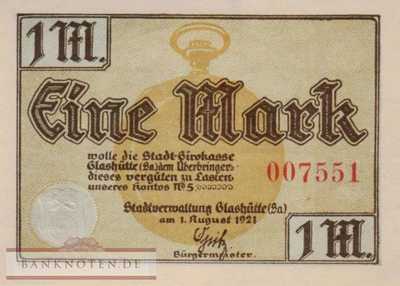 1 M.
Eine Mark
wolle die Stadt-Girokasse
Glashütte (Sa) dem Überbringer
dieses vergüten zu Lasten
unseres Kontos Nº 5
007551
Stadtverwaltung Glashütte (Sa)
am 1. August 1921
Bürgermeister.
1 M.
BANKNOTEN.DE